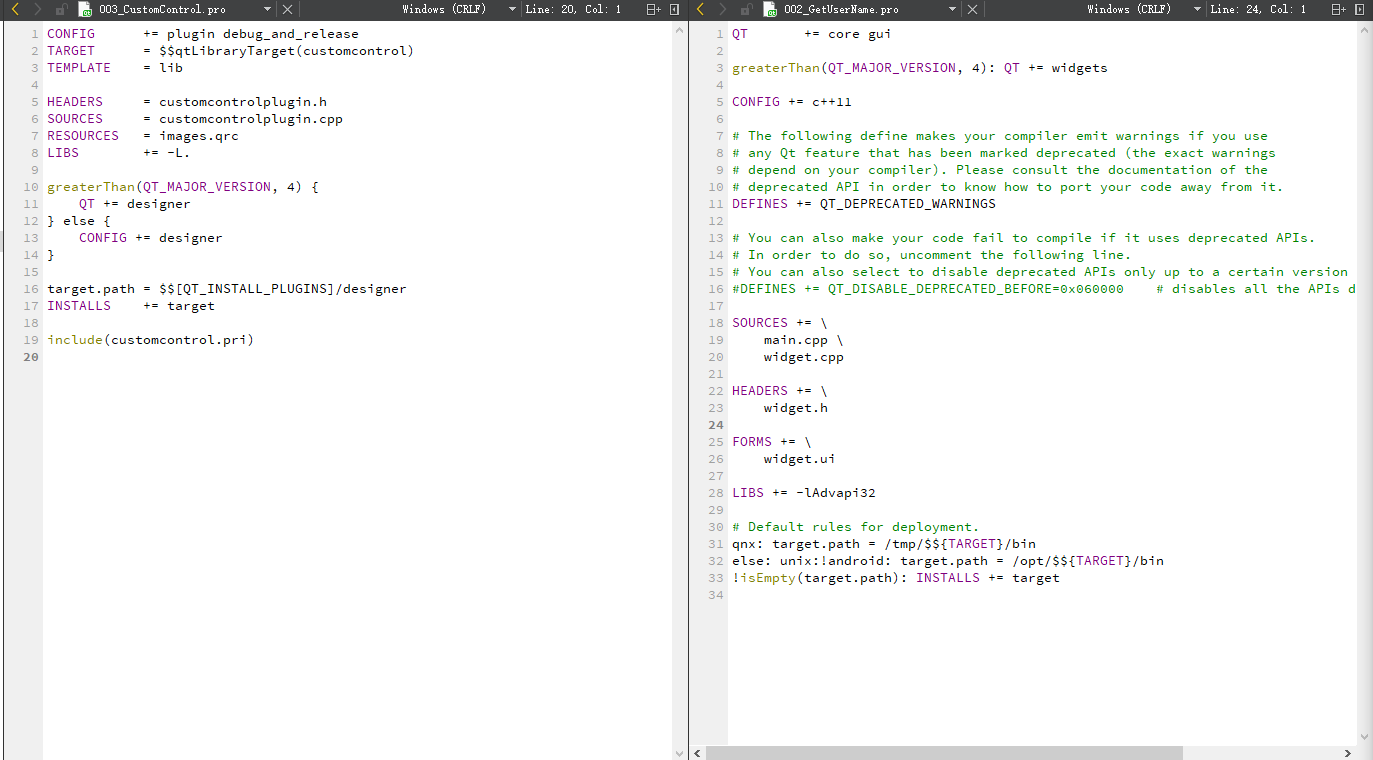 003_CustomControl.pro
Windows (CRLF)
Line: 20, Col: 1
1 CONFIG      += plugin debug_and_release
2 TARGET      = $$qtLibraryTarget(customcontrol)
3 TEMPLATE    = lib
4
5 HEADERS     = customcontrolplugin.h
6 SOURCES     = customcontrolplugin.cpp
7 RESOURCES   = images.qrc
8 LIBS        += -L.
9
10 greaterThan(QT_MAJOR_VERSION, 4) {
11     QT += designer
12 } else {
13     CONFIG += designer
14 }
15
16 target.path = $$[QT_INSTALL_PLUGINS]/designer
17 INSTALLS    += target
18
19 include(customcontrol.pri)
20
002_GetUserName.pro
Windows (CRLF)
Line: 24, Col: 1
1 QT       += core gui
2
3 greaterThan(QT_MAJOR_VERSION, 4): QT += widgets
4
5 CONFIG += c++11
6
7 # The following define makes your compiler emit warnings if you use
8 # any Qt feature that has been marked deprecated (the exact warnings
9 # depend on your compiler). Please consult the documentation of the
10 # deprecated API in order to know how to port your code away from it.
11 DEFINES += QT_DEPRECATED_WARNINGS
12
13 # You can also make your code fail to compile if it uses deprecated APIs.
14 # In order to do so, uncomment the following line.
15 # You can also select to disable deprecated APIs only up to a certain version
16 #DEFINES += QT_DISABLE_DEPRECATED_BEFORE=0x060000    # disables all the APIs d
17
18 SOURCES += \
19     main.cpp \
20     widget.cpp
21
22 HEADERS += \
23     widget.h
24
25 FORMS += \
26     widget.ui
27
28 LIBS += -lAdvapi32
29
30 # Default rules for deployment.
31 qnx: target.path = /tmp/$${TARGET}/bin
32 else: unix:!android: target.path = /opt/$${TARGET}/bin
33 !isEmpty(target.path): INSTALLS += target
34